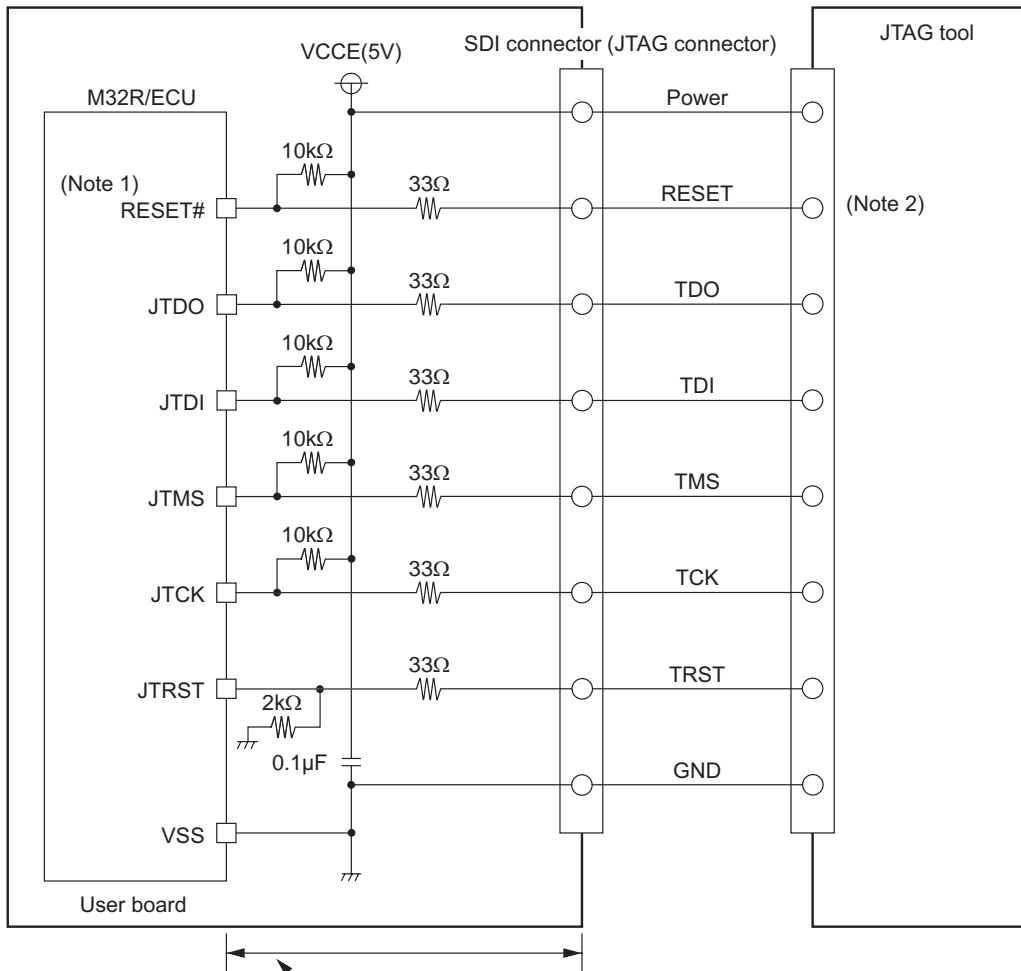 JTAG tool
SDI connector (JTAG connector)
VCCE(5V)
M32R/ECU
Power
10kΩ
(Note 1)
33Ω
RESET
RESET#
(Note 2)
10kΩ
33Ω
TDO
JTDO
10kΩ
33Ω
TDI
JTDI
10kΩ
33Ω
TMS
JTMS
10kΩ
33Ω
TCK
JTCK
33Ω
TRST
JTRST
2kΩ
0.1µF
GND
VSS
User board